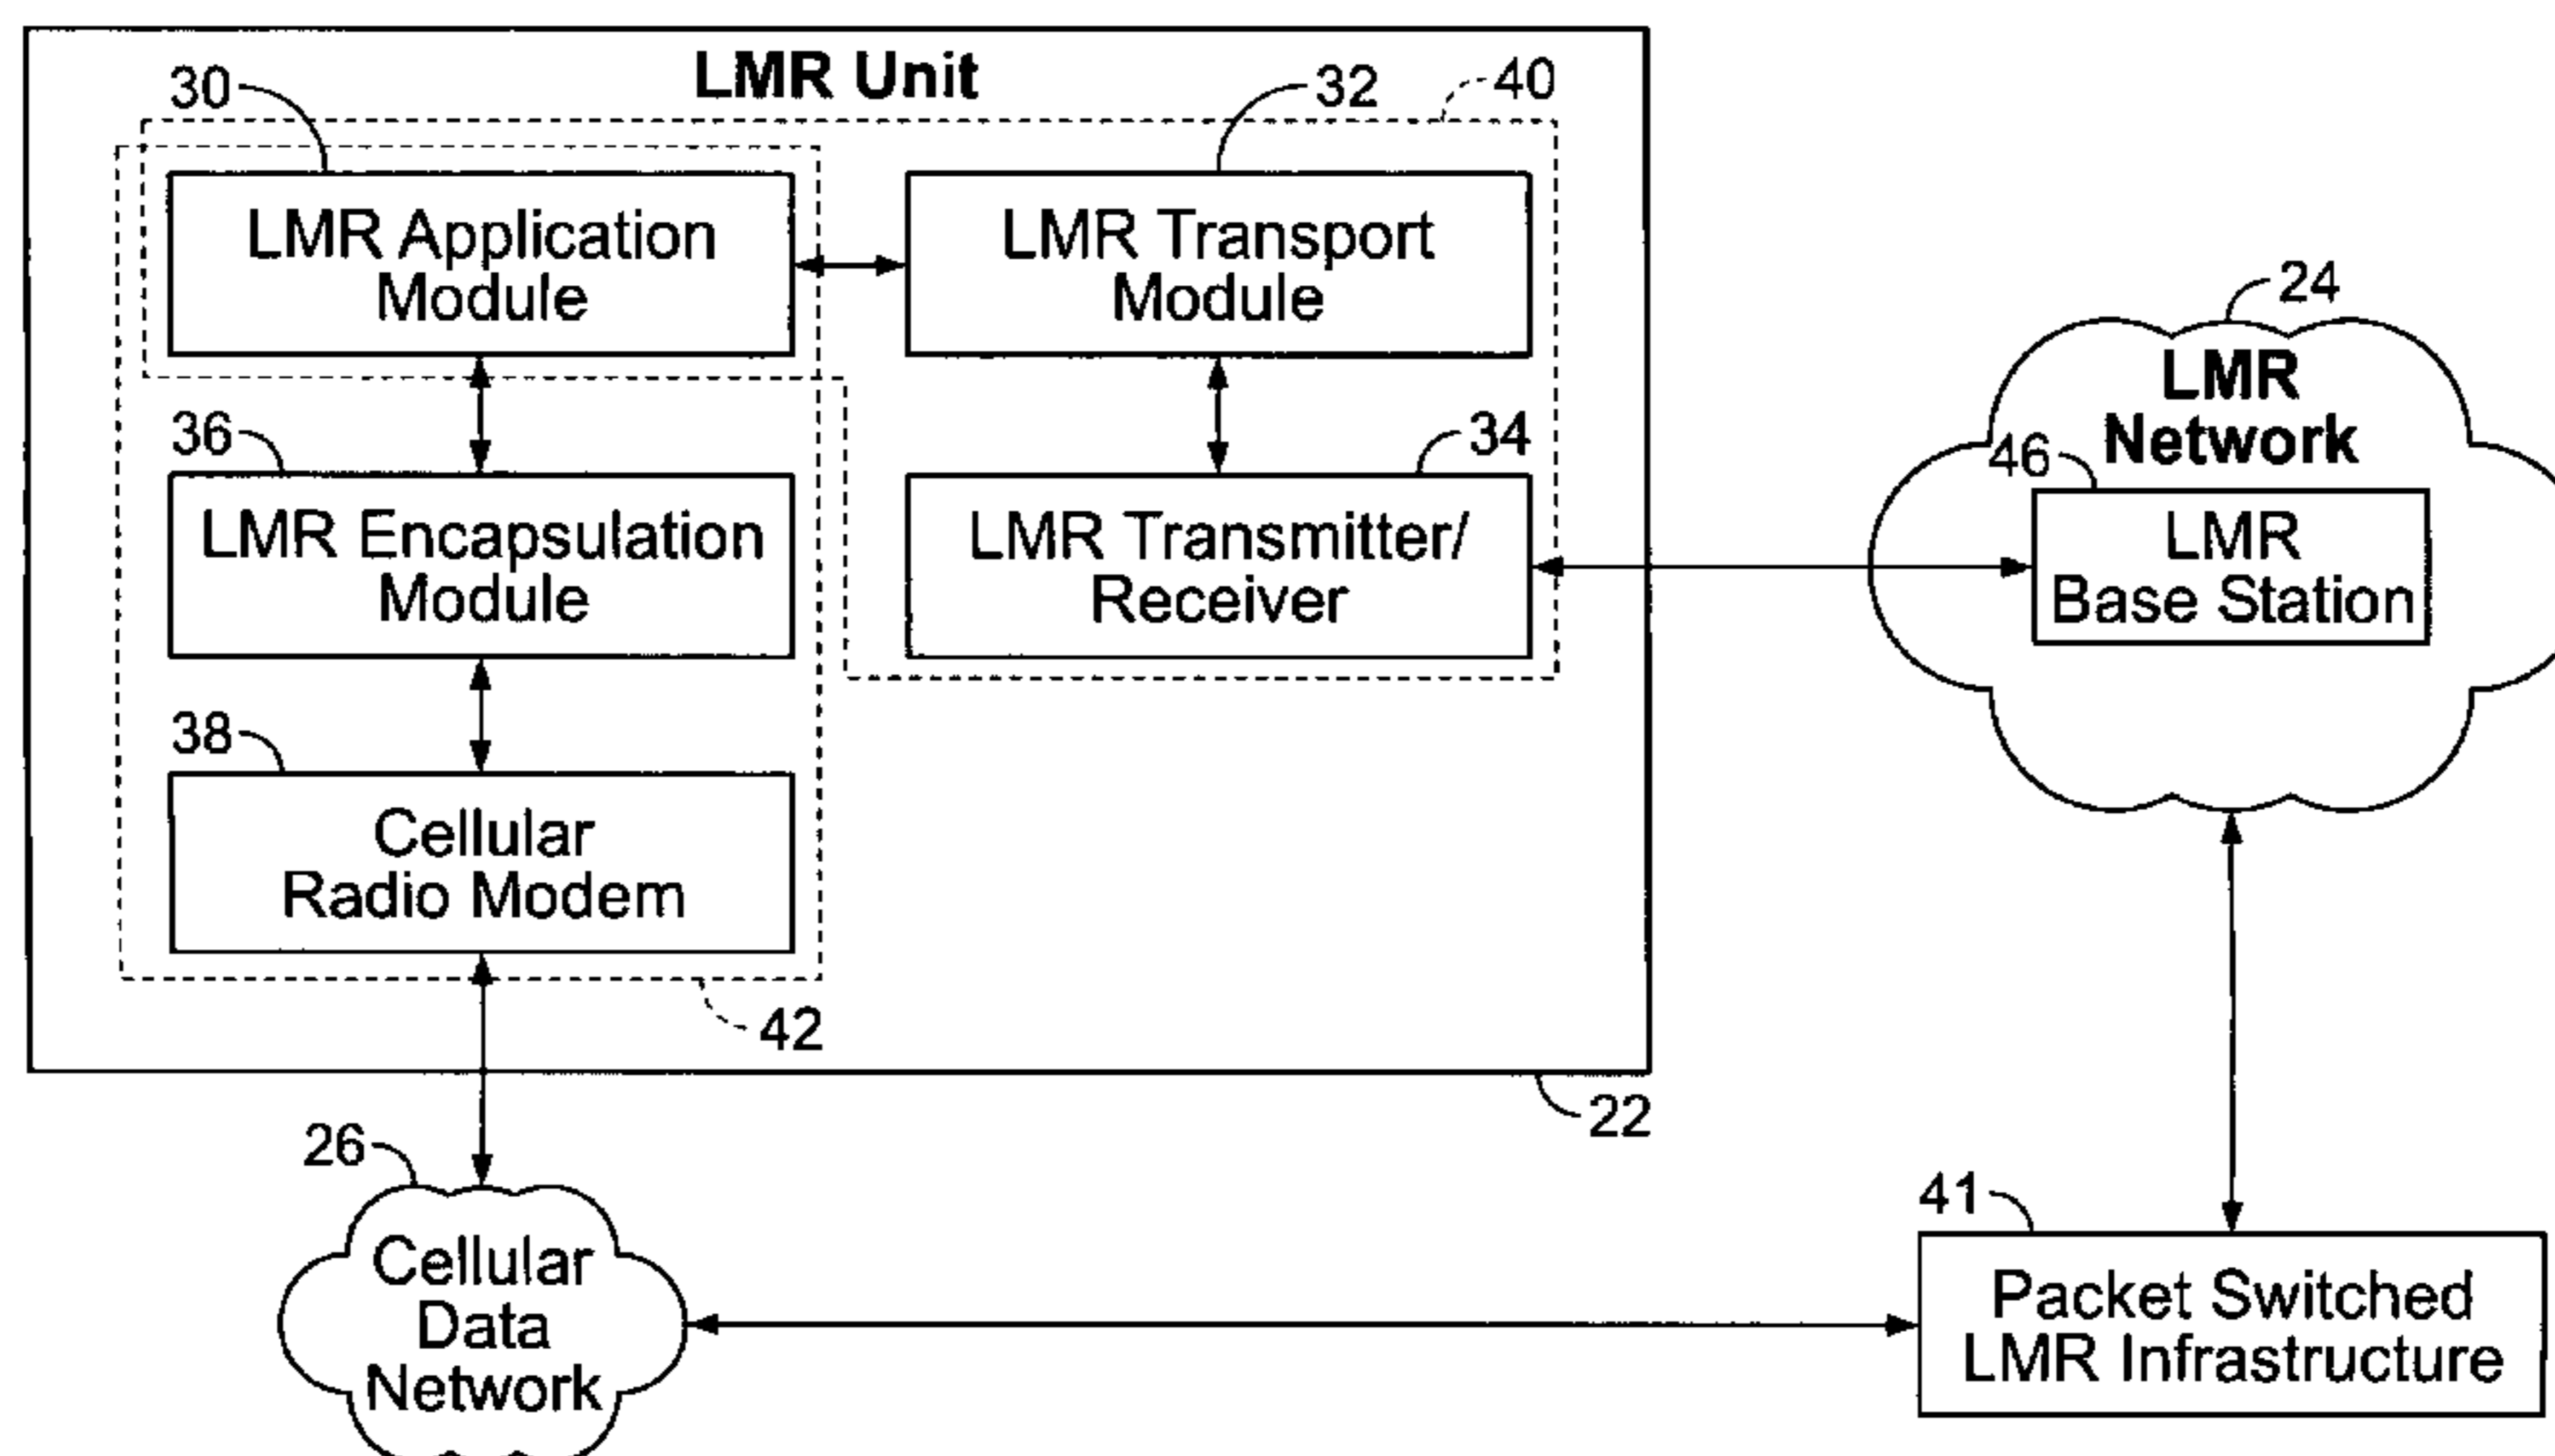 LMR Unit
30
32
40
LMR Application
Module
LMR Transport
Module
24
LMR
Network
36
34
46
LMR Encapsulation
Module
LMR Transmitter/
Receiver
LMR
Base Station
38
Cellular
Radio Modem
42
22
26
41
Cellular
Data
Network
Packet Switched
LMR Infrastructure